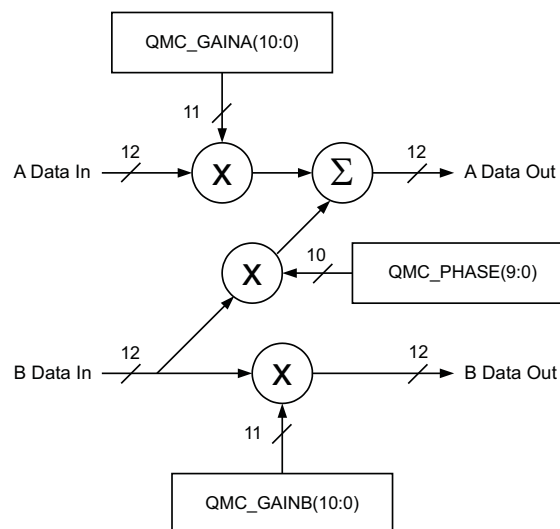 QMC_GAINA(10:0)
11
12
12
A Data In
X
Σ
A Data Out
10
X
QMC_PHASE(9:0)
12
12
B Data In
X
B Data Out
11
QMC_GAINB(10:0)